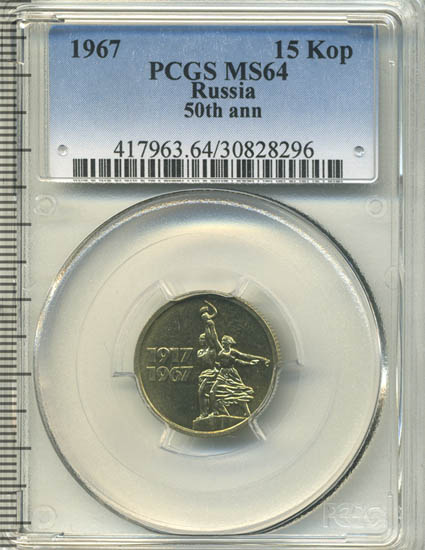 1967 15 Kop
PCGS MS64
Russia
50th ann
417963.64/30828296
1917
1967
PCGS